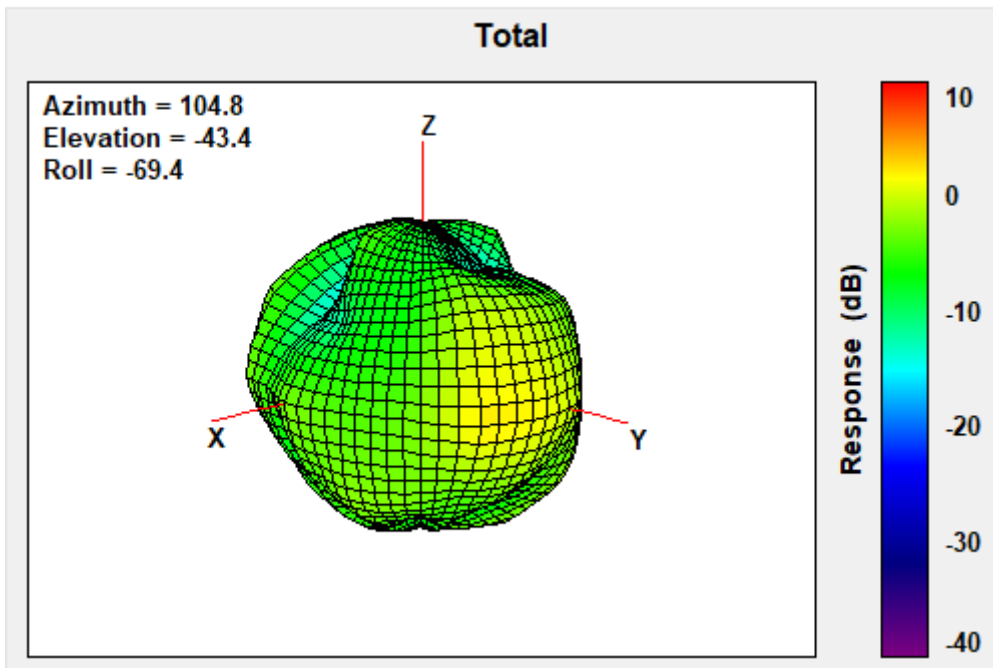 Total
Azimuth = 104.8
Elevation = -43.4
Roll = -69.4
Z
X
Y
10
0
-10
-20
-30
-40
Response (dB)